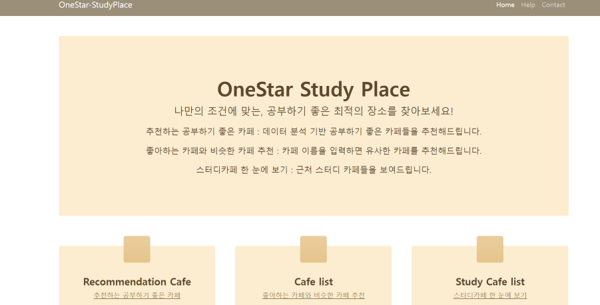 OneStar-StudyPlace
Home Help Contact
OneStar Study Place
나만의 조건에 맞는, 공부하기 좋은 최적의 장소를 찾아보세요!
추천하는 공부하기 좋은 카페 : 데이터 분석 기반 공부하기 좋은 카페들을 추천해드립니다.
좋아하는 카페와 비슷한 카페 추천 : 카페 이름을 입력하면 유사한 카페를 추천해드립니다.
스터디카페 한 눈에 보기 : 근처 스터디 카페들을 보여드립니다.
Recommendation Cafe
추천하는 공부하기 좋은 카페
Cafe list
좋아하는 카페와 비슷한 카페 추천
Study Cafe list
스터디카페 한 눈에 보기